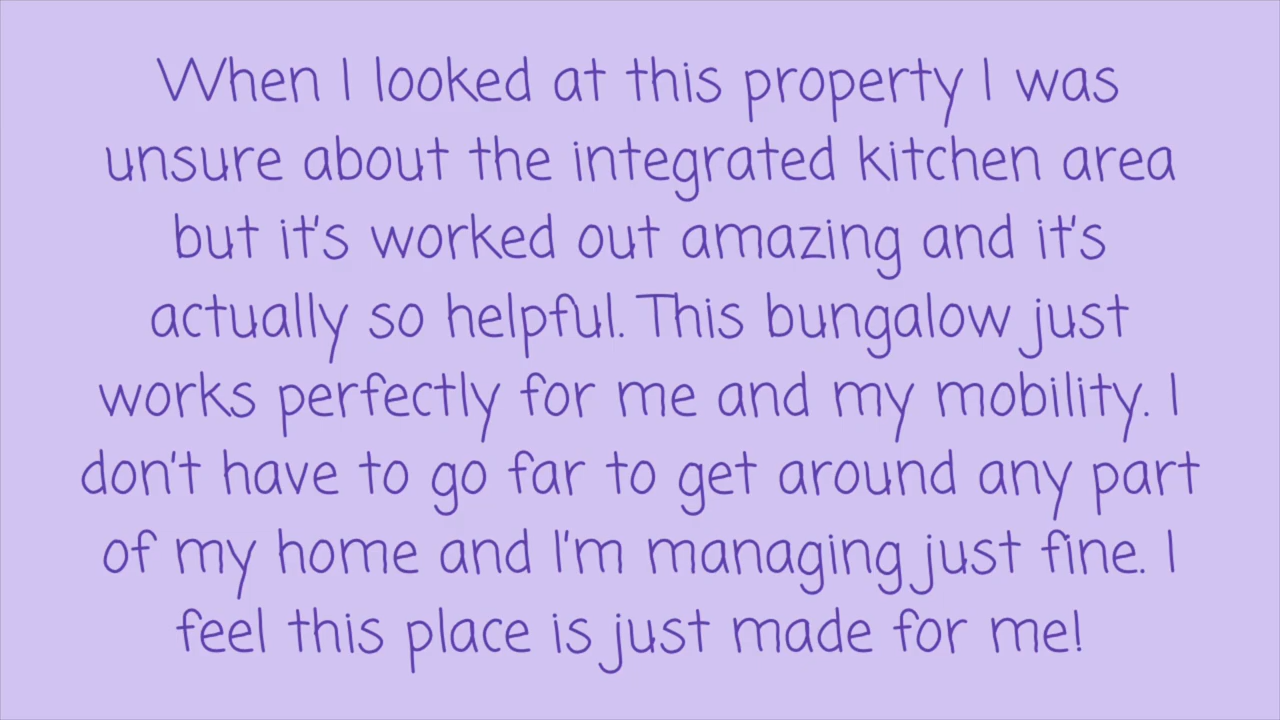 When I looked at this property I was
unsure about the integrated kitchen area
but it's worked out amazing and it's
actually so helpful. This bungalow just
works perfectly for me and my mobility. I
don't have to go far to get around any part
of my home and I'm managing just fine. I
feel this place is just made for me!